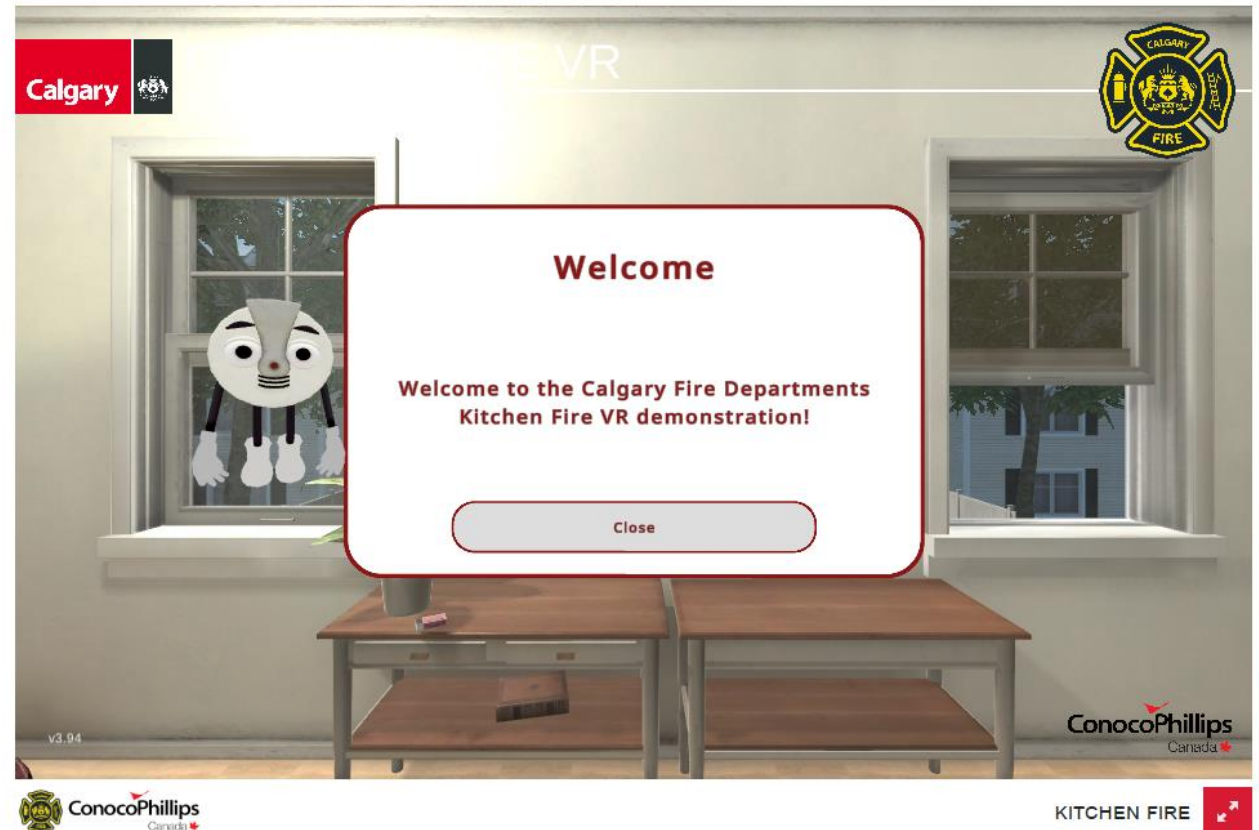 VR
Calgary
CALGARY
FIRE
Welcome
Welcome to the Calgary Fire Departments
Kitchen Fire VR demonstration!
Close
v3.94
ConocoPhillips
Canada
ConocoPhillips
Canada
KITCHEN FIRE